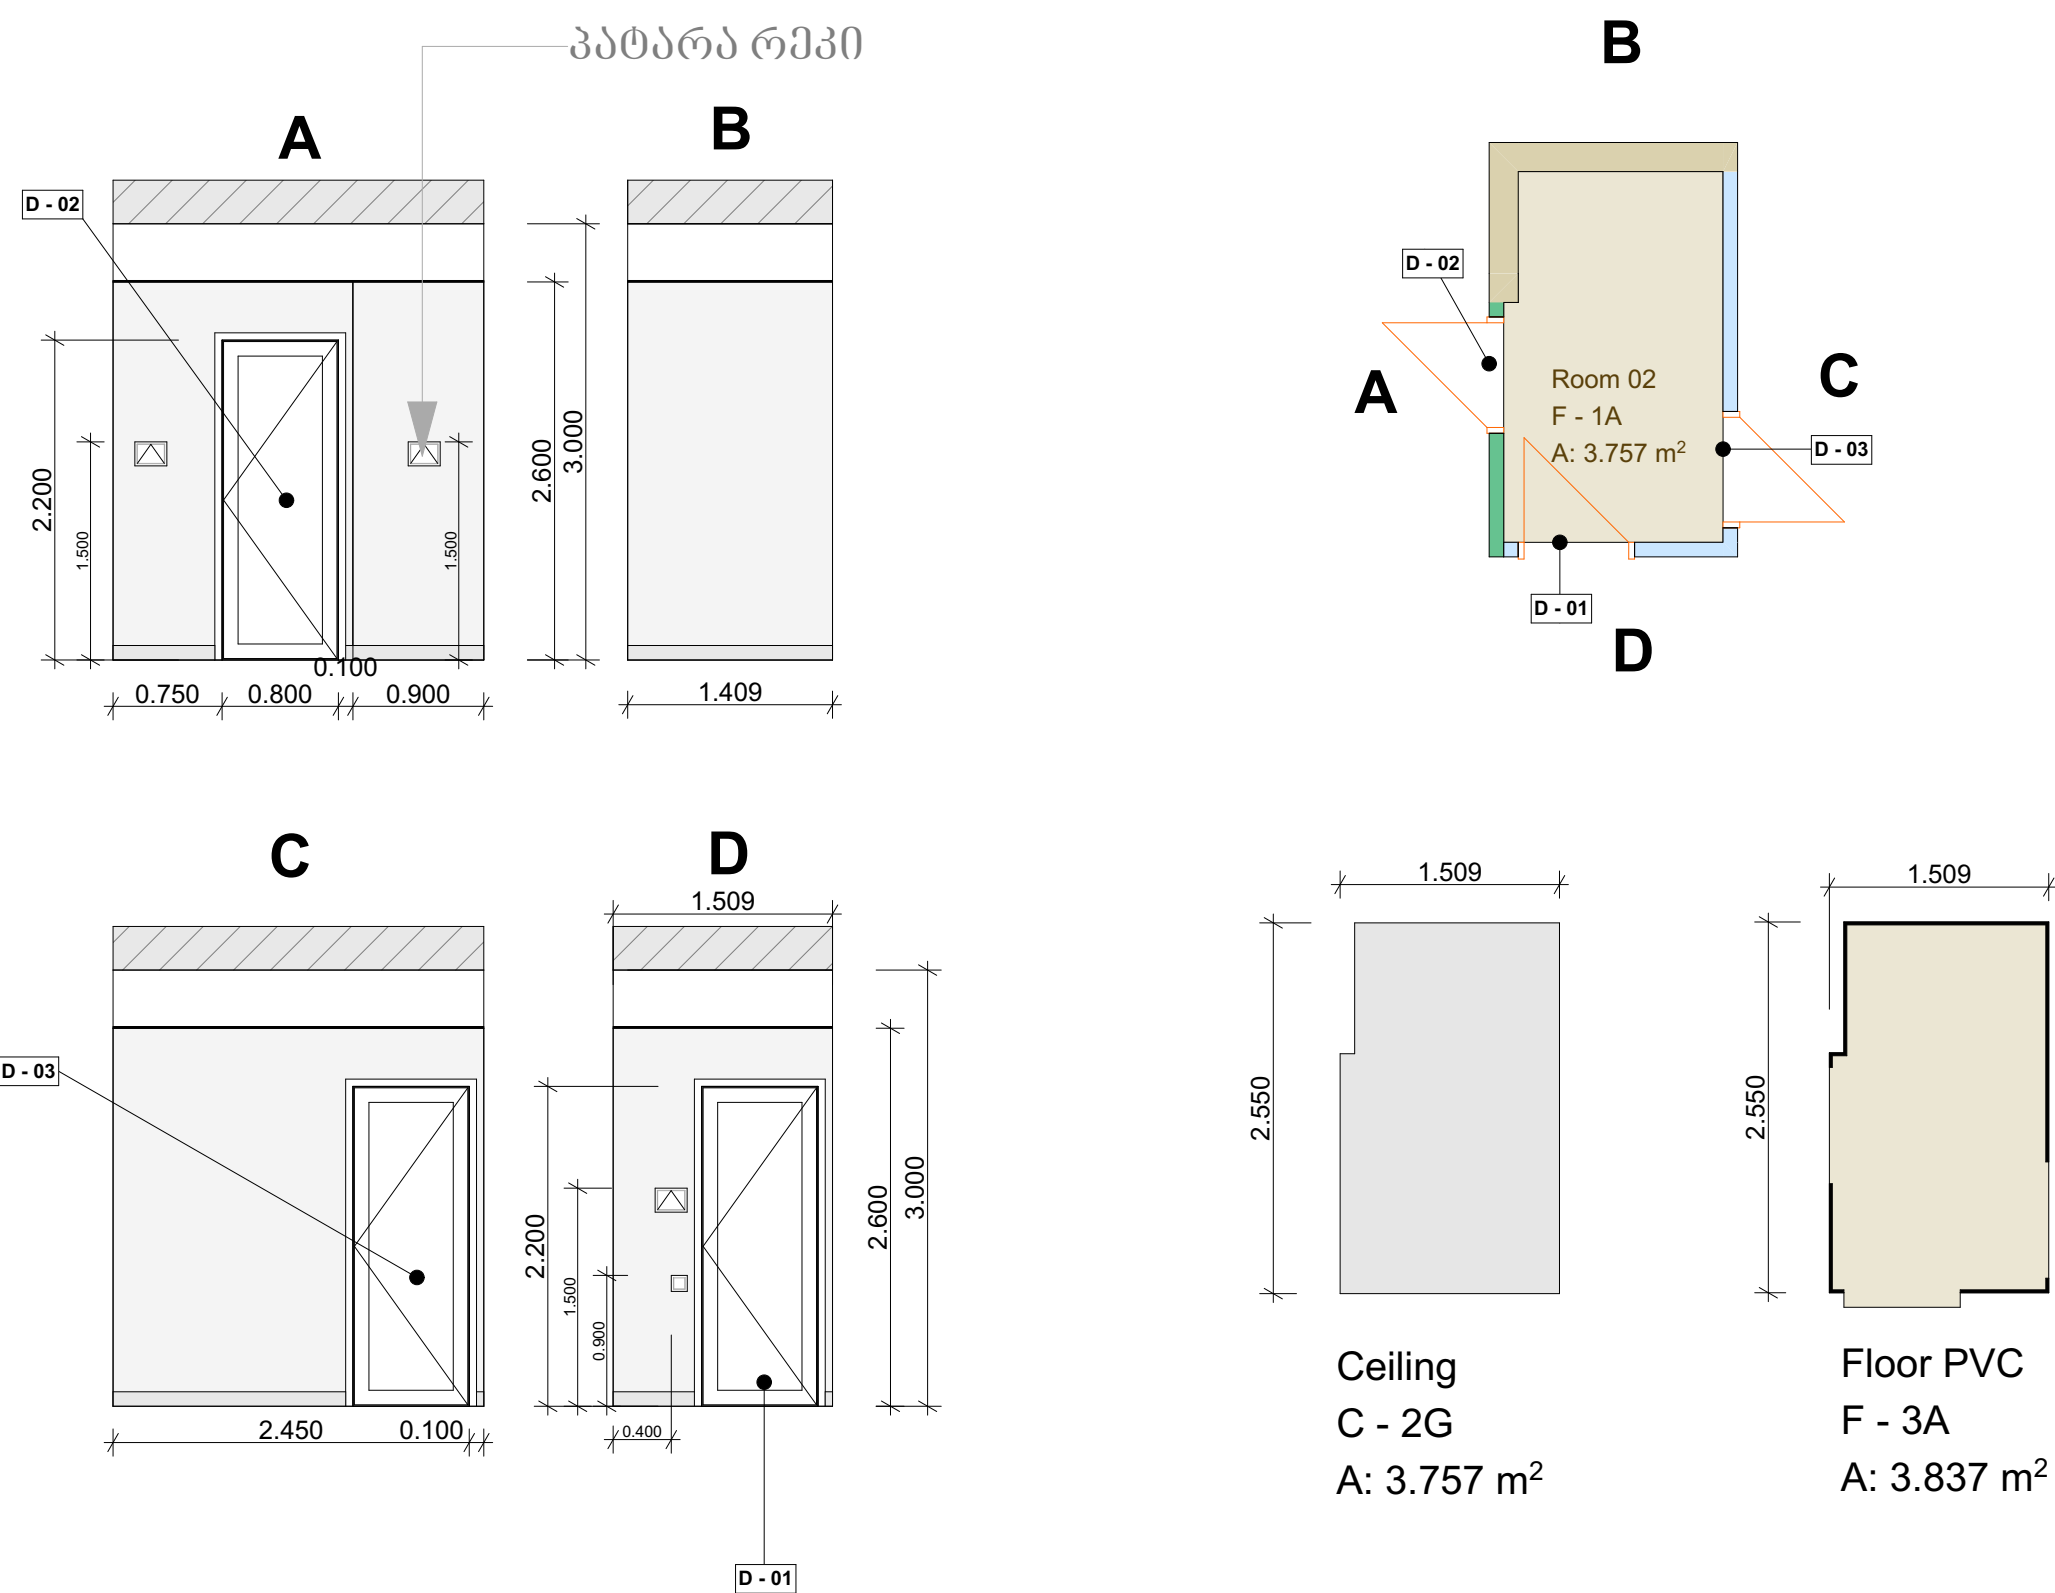 პატარა რეკი
A
B
D - 02
2.200
1.500
1.500
2.600
3.000
0.100
0.750
0.800
0.900
1.409
B
D - 02
A
C
Room 02
F - 1A
A: 3.757 m²
D - 03
D - 01
D
C
D
1.509
D - 03
2.200
1.500
0.900
2.600
3.000
2.450
0.100
0.400
D - 01
1.509
2.550
Ceiling
C - 2G
A: 3.757 m²
1.509
2.550
Floor PVC
F - 3A
A: 3.837 m²